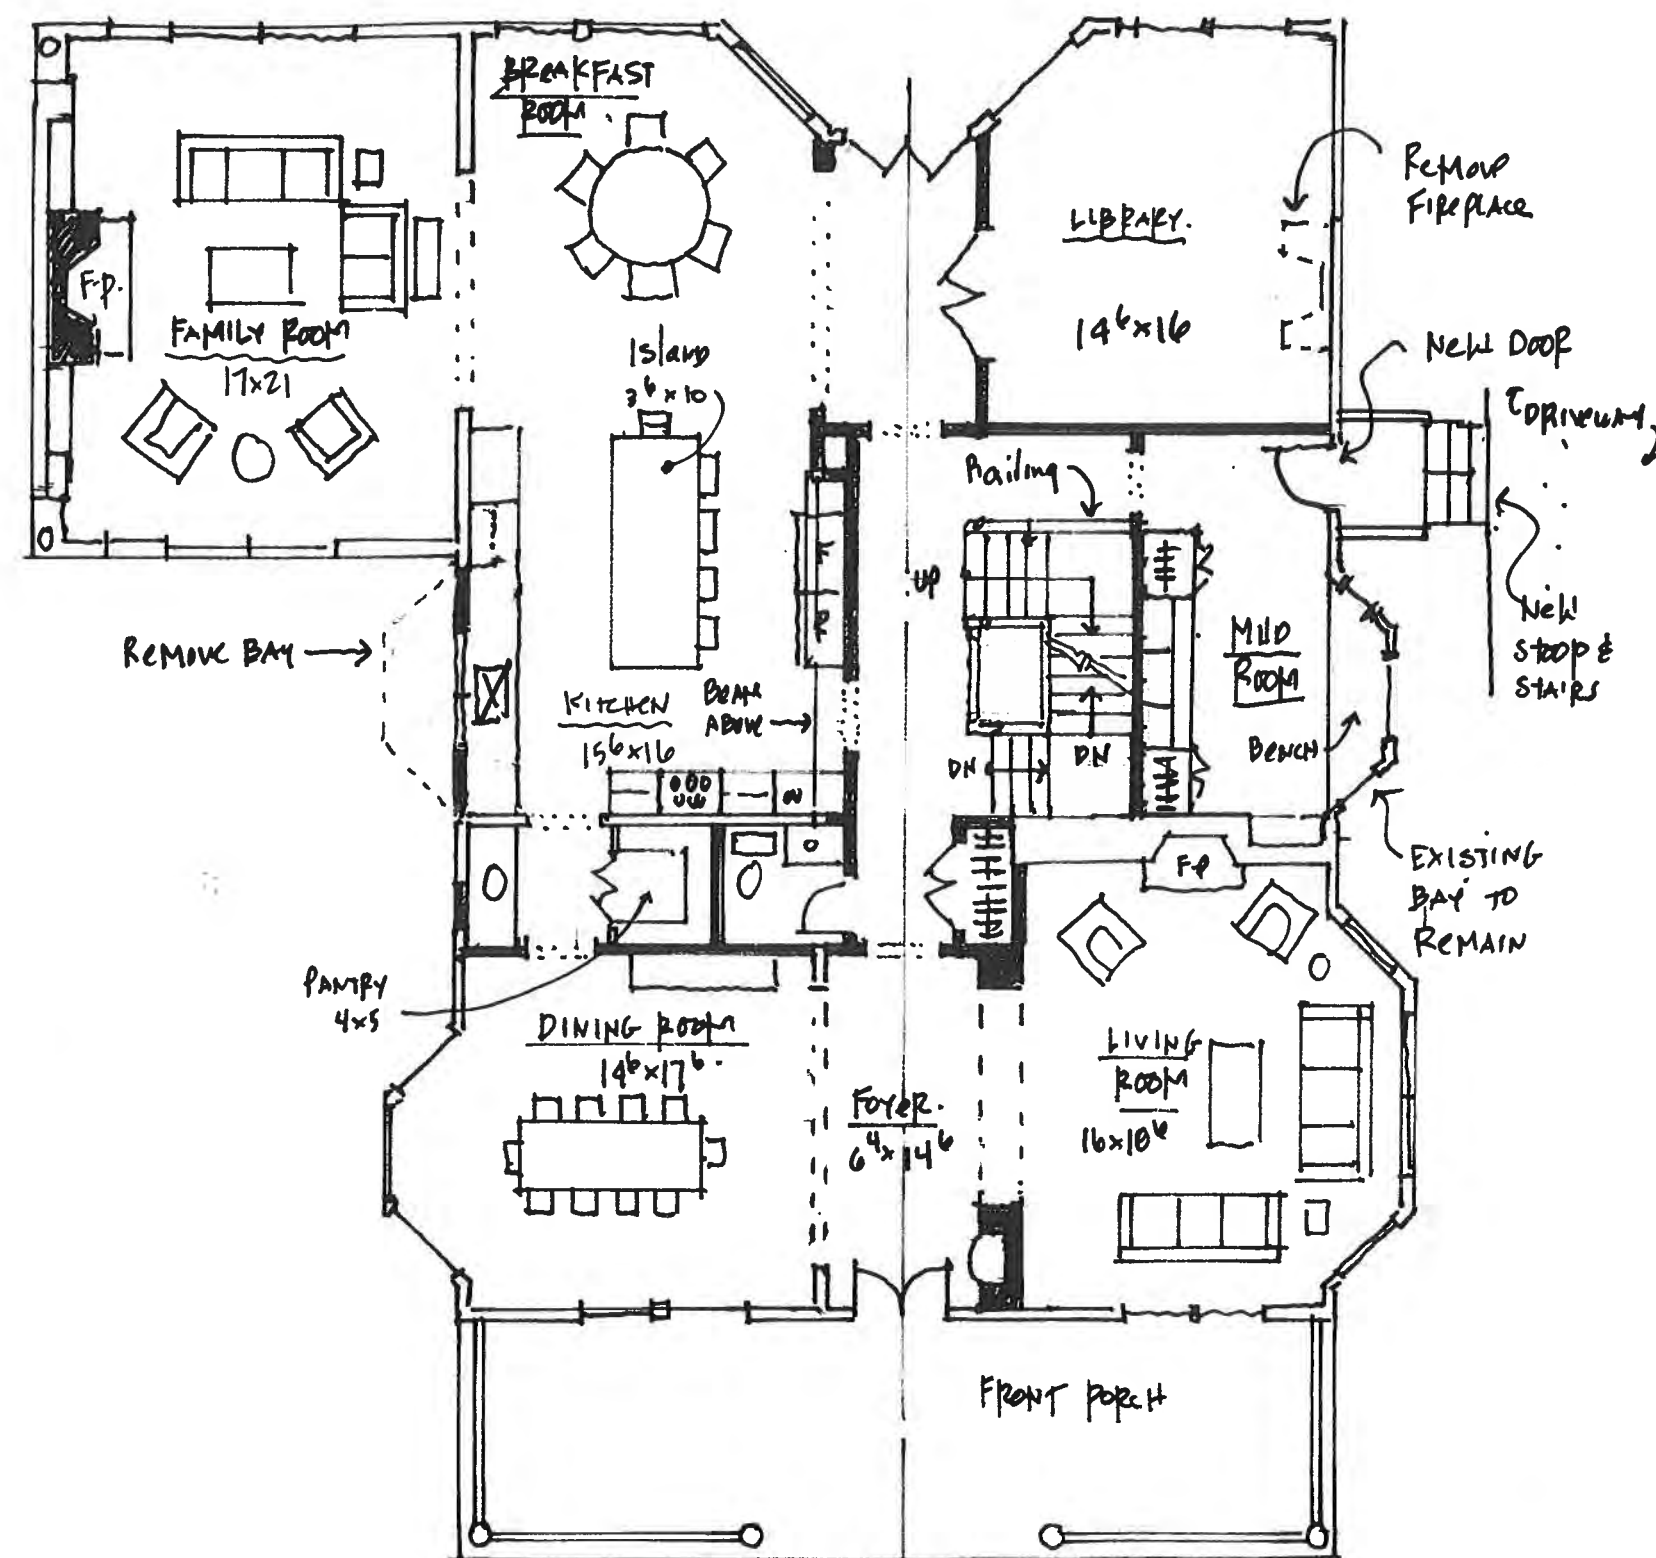 BREAKFAST
ROOM.
REMOVE
FIREPLACE
LIBRARY.
14⁶x16
F.P.
FAMILY ROOM
17x21
Island
3⁶x10
NEW DOOR
DRIVEWAY
Railing
UP
NEW
STOOP &
STAIRS
REMOVE BAY
MUD
ROOM
KITCHEN
15⁶x16
BEAM
ABOVE
DN
DN
BENCH
F.P
EXISTING
BAY TO
REMAIN
PANTRY
4x5
DINING ROOM
14⁶x17⁶.
LIVING
ROOM
16x18⁶
FOYER.
6⁴x14⁶
FRONT PORCH